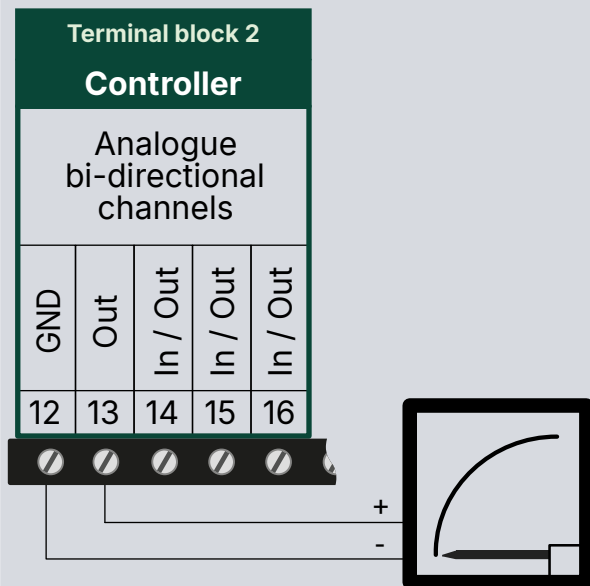 Terminal block 2
Controller
Analogue
bi-directional
channels
GND
Out
In / Out
In / Out
In / Out
12
13
14
15
16
+
-